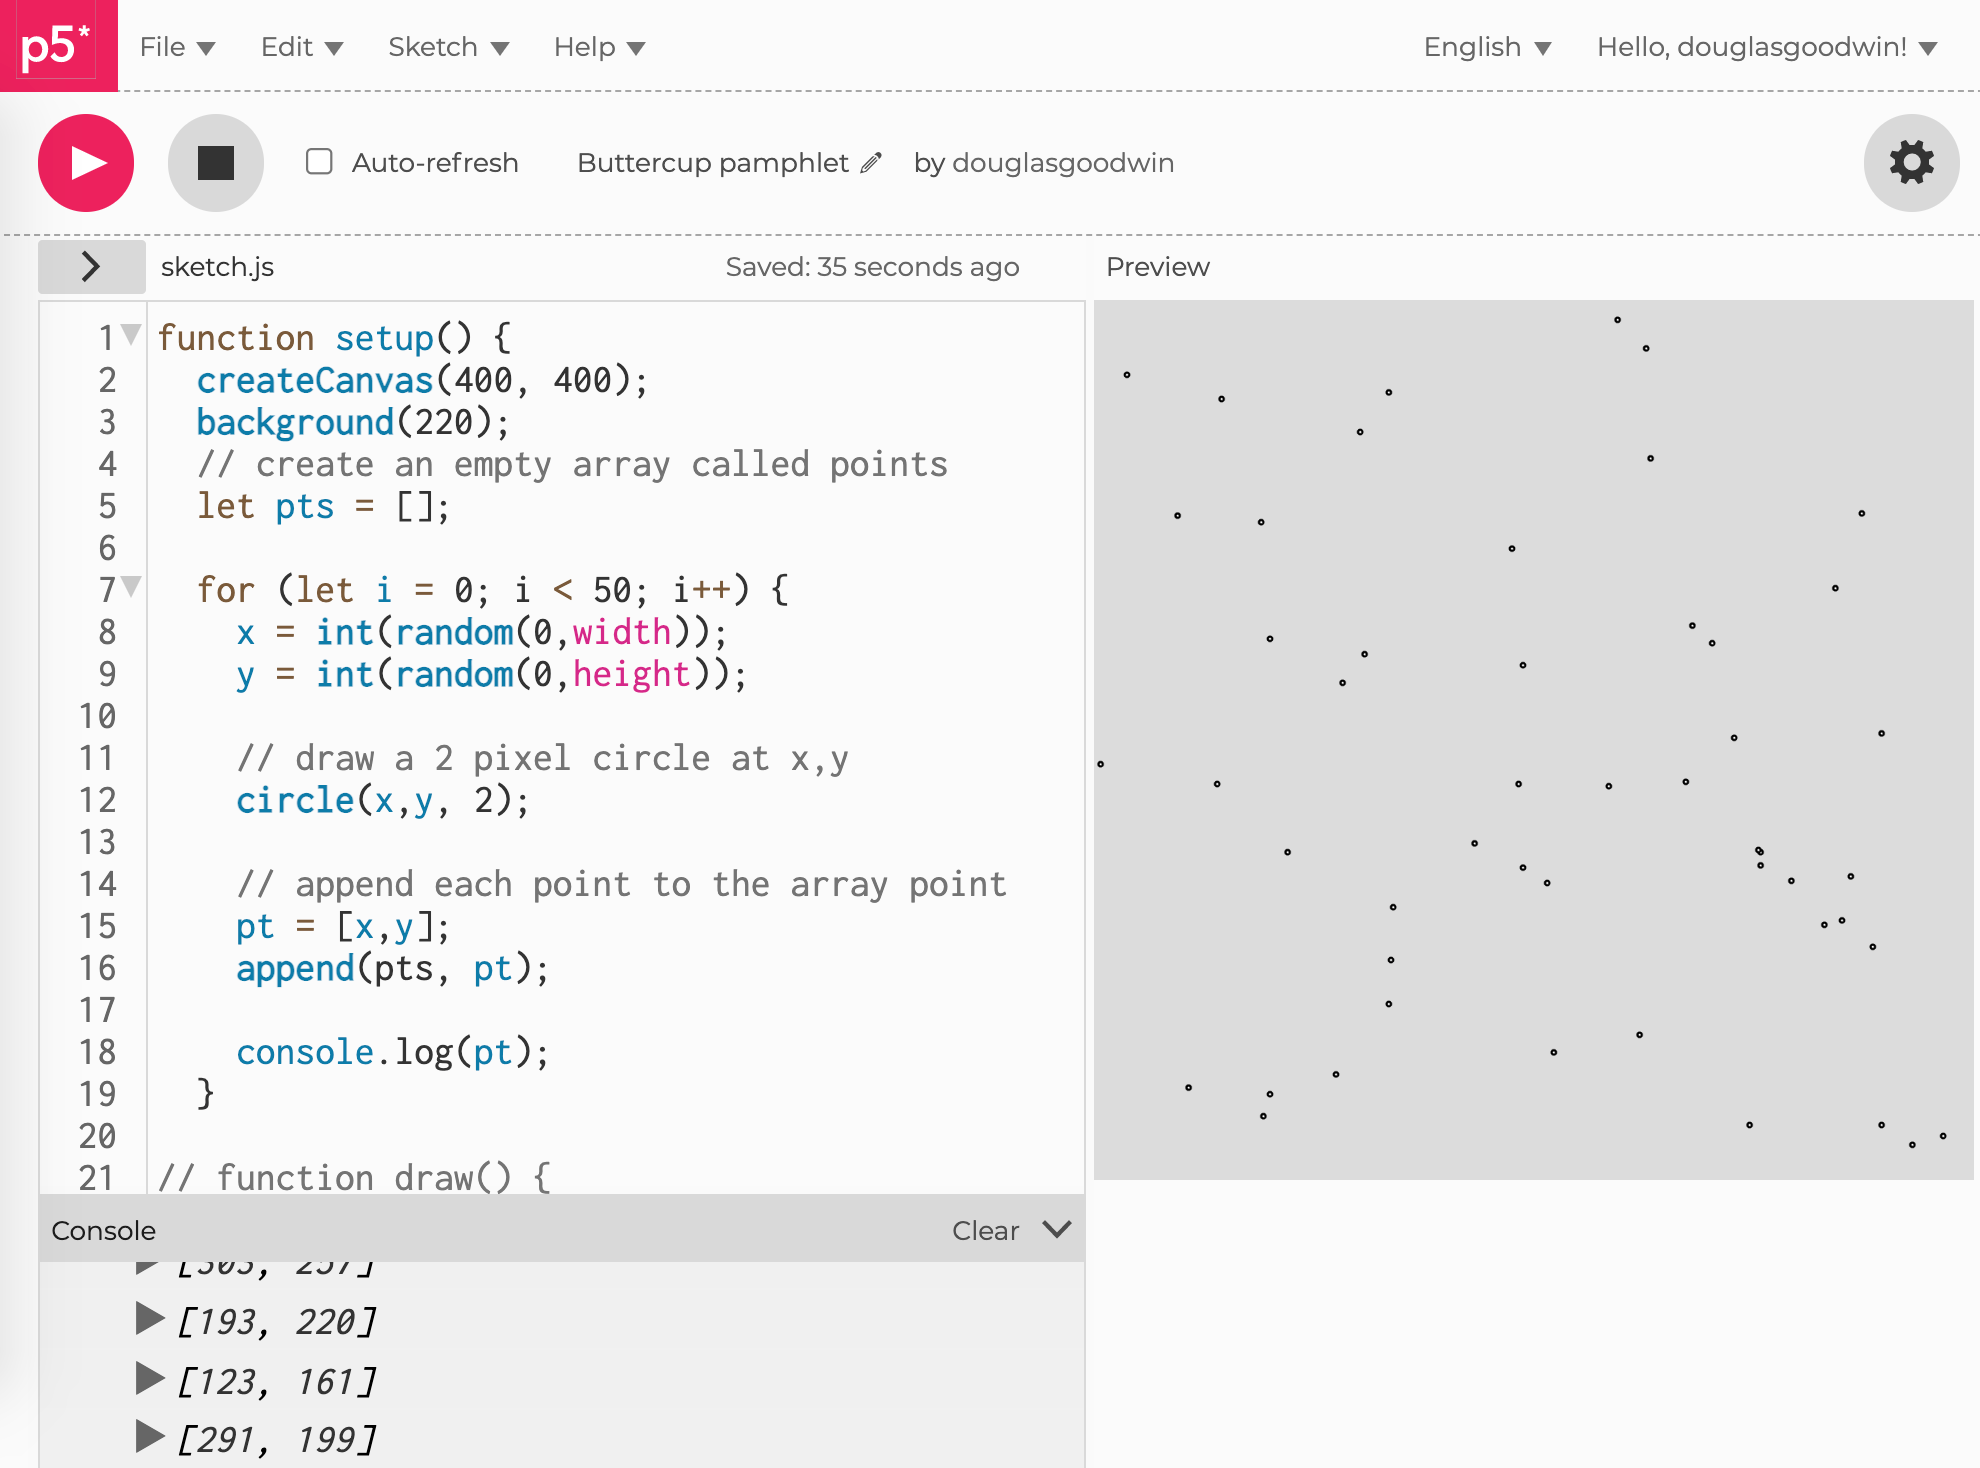 p5*
File Edit Sketch Help English Hello, douglasgoodwin!
Auto-refresh Buttercup pamphlet by douglasgoodwin
sketch.js Saved: 35 seconds ago Preview
1 function setup() {
2 createCanvas(400, 400);
3 background(220);
4 // create an empty array called points
5 let pts = [];
6
7 for (let i = 0; i < 50; i++) {
8 x = int(random(0,width));
9 y = int(random(0,height));
10
11 // draw a 2 pixel circle at x,y
12 circle(x,y, 2);
13
14 // append each point to the array point
15 pt = [x,y];
16 append(pts, pt);
17
18 console.log(pt);
19 }
20
21 // function draw() {
Console Clear
[303, 257]
[193, 220]
[123, 161]
[291, 199]